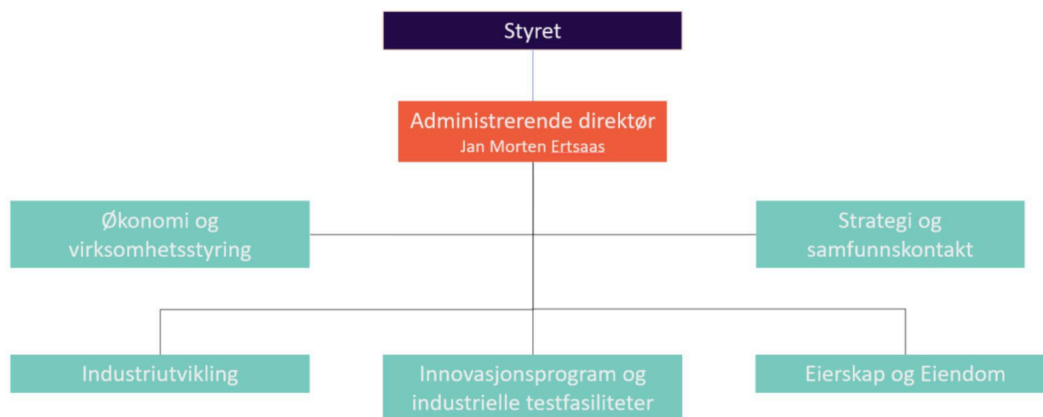 Styret
Administrerende direktør
Jan Morten Ertsaas
Økonomi og
virksomhetsstyring
Strategi og
samfunnskontakt
Industriutvikling
Innovasjonsprogram og
industrielle testfasiliteter
Eierskap og Eiendom